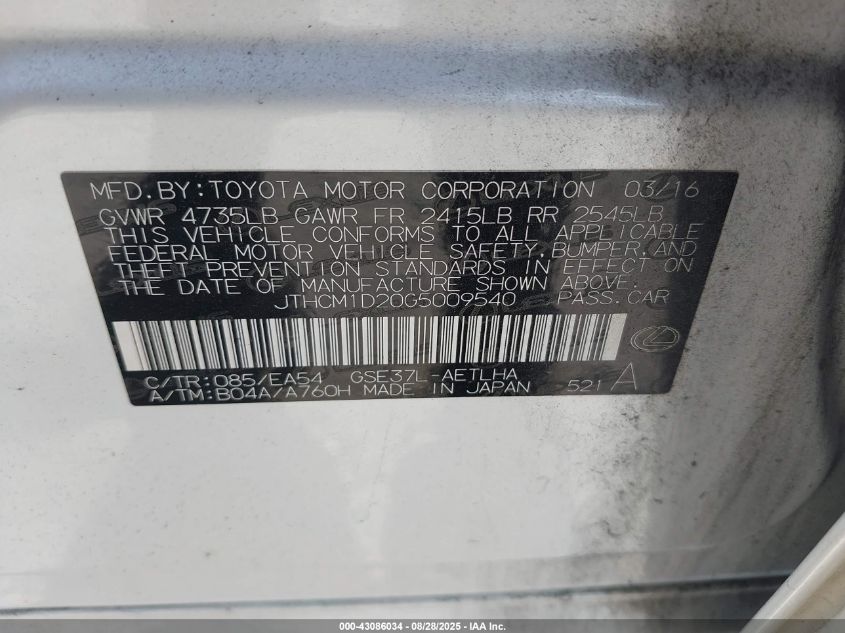 MFD. BY: TOYOTA MOTOR CORPORATION 03/16
GVWR 4735LB GAWR FR 2415LB RR 2545LB
THIS VEHICLE CONFORMS TO ALL APPLICABLE
FEDERAL MOTOR VEHICLE SAFETY, BUMPER, AND
THEFT PREVENTION STANDARDS IN EFFECT ON
THE DATE OF MANUFACTURE SHOWN ABOVE.
JTHCM1D20G5009540 PASS. CAR
C/TR: 085/EA54 GSE37L-AETLHA
A/TM: B04A/A760H MADE IN JAPAN 521 A
000-43086034 - 08/28/2025 - IAA Inc.